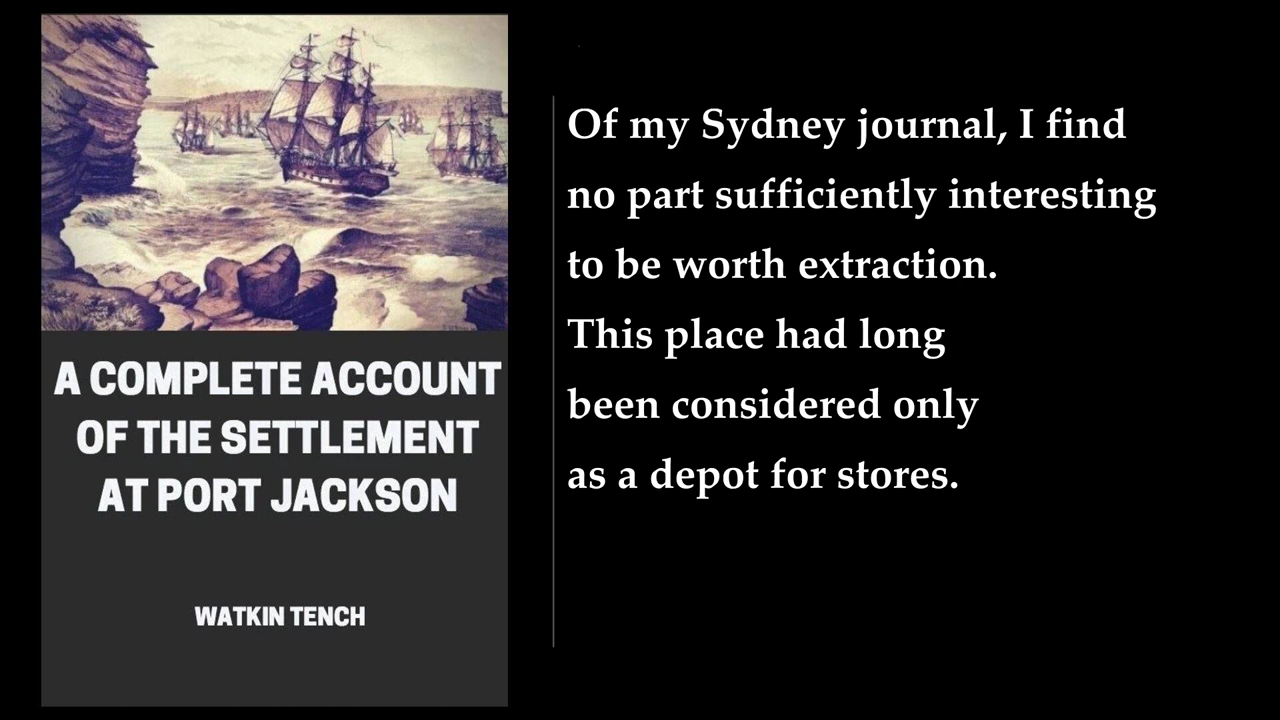 A COMPLETE ACCOUNT
OF THE SETTLEMENT
AT PORT JACKSON
WATKIN TENCH
Of my Sydney journal, I find
no part sufficiently interesting
to be worth extraction.
This place had long
been considered only
as a depot for stores.